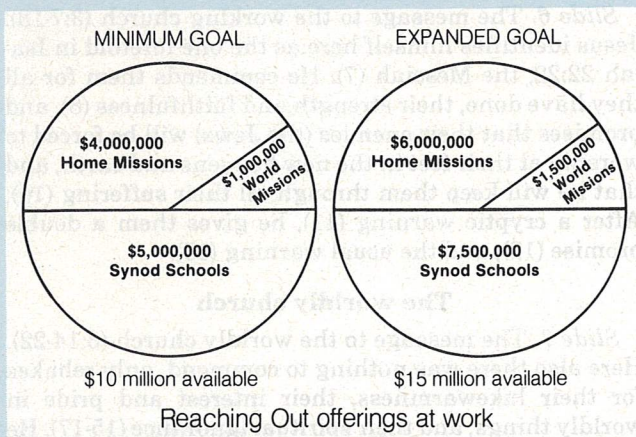 MINIMUM GOAL
$4,000,000
Home Missions
$1,000,000
World
Missions
$5,000,000
Synod Schools
$10 million available
EXPANDED GOAL
$6,000,000
Home Missions
$1,500,000
World
Missions
$7,500,000
Synod Schools
$15 million available
Reaching Out offerings at work